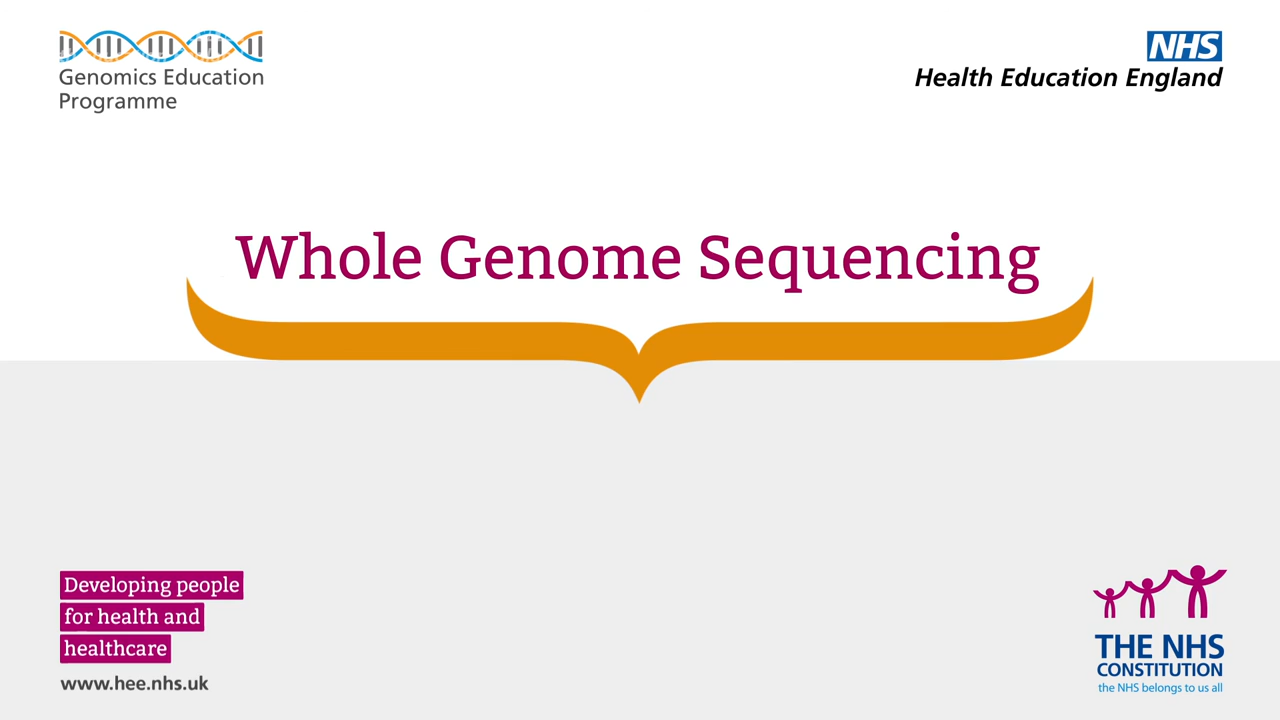 Genomics Education
Programme
NHS
Health Education England
Whole Genome Sequencing
Developing people
for health and
healthcare
www.hee.nhs.uk
THE NHS
CONSTITUTION
the NHS belongs to us all